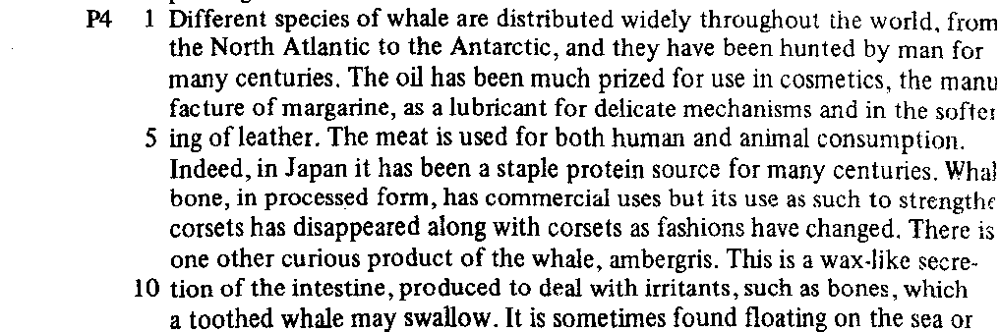 P4 1 Different species of whale are distributed widely throughout the world, from
the North Atlantic to the Antarctic, and they have been hunted by man for
many centuries. The oil has been much prized for use in cosmetics, the manu
facture of margarine, as a lubricant for delicate mechanisms and in the soften
5 ing of leather. The meat is used for both human and animal consumption.
Indeed, in Japan it has been a staple protein source for many centuries. Whal
bone, in processed form, has commercial uses but its use as such to strengthe
corsets has disappeared along with corsets as fashions have changed. There is
one other curious product of the whale, ambergris. This is a wax-like secre-
10 tion of the intestine, produced to deal with irritants, such as bones, which
a toothed whale may swallow. It is sometimes found floating on the sea or